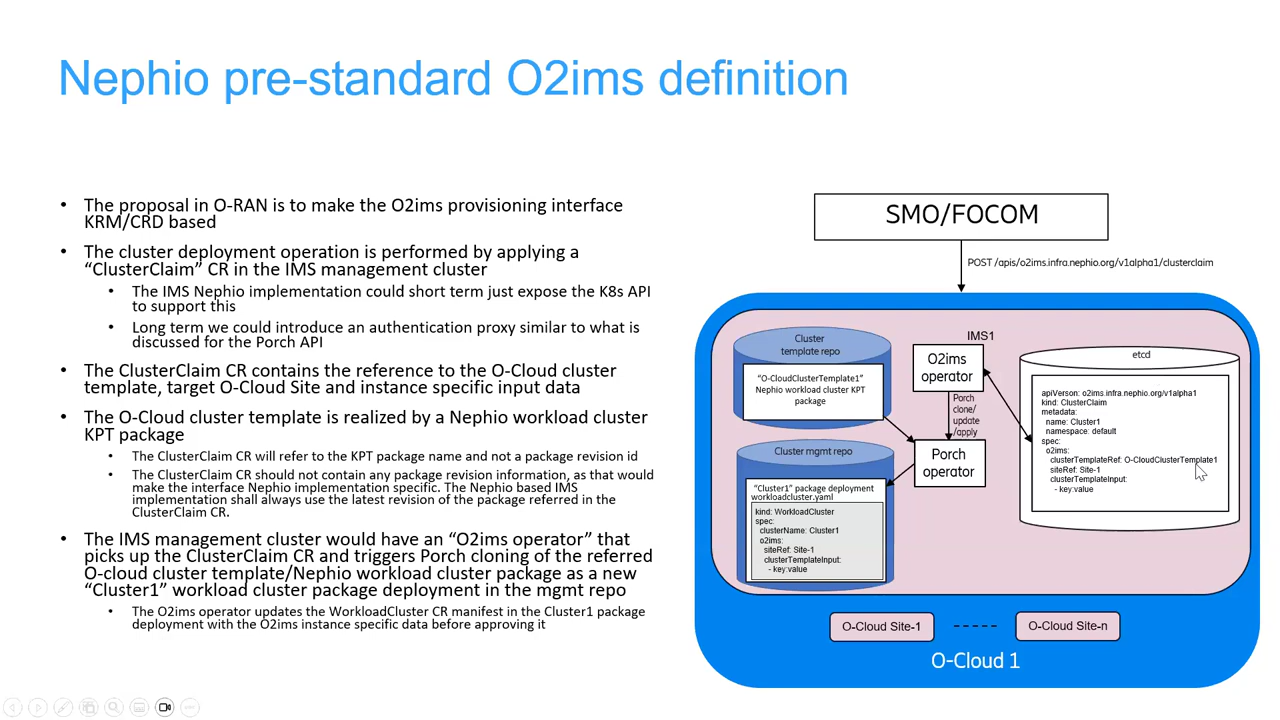 Nephio pre-standard O2ims definition
• The proposal in O-RAN is to make the O2ims provisioning interface
KRM/CRD based
• The cluster deployment operation is performed by applying a
“ClusterClaim” CR in the IMS management cluster
• The IMS Nephio implementation could short term just expose the K8s API
to support this
• Long term we could introduce an authentication proxy similar to what is
discussed for the Porch API
• The ClusterClaim CR contains the reference to the O-Cloud cluster
template, target O-Cloud Site and instance specific input data
• The O-Cloud cluster template is realized by a Nephio workload cluster
KPT package
• The ClusterClaim CR will refer to the KPT package name and not a package revision id
• The ClusterClaim CR should not contain any package revision information, as that would
make the interface Nephio implementation specific. The Nephio based IMS
implementation shall always use the latest revision of the package referred in the
ClusterClaim CR.
• The IMS management cluster would have an “O2ims operator” that
picks up the ClusterClaim CR and triggers Porch cloning of the referred
O-cloud cluster template/Nephio workload cluster package as a new
“Cluster1” workload cluster package deployment in the mgmt repo
• The O2ims operator updates the WorkloadCluster CR manifest in the Cluster1 package
deployment with the O2ims instance specific data before approving it
SMO/FOCOM
POST /apis/o2ims.infra.nephio.org/v1alpha1/clusterclaim
IMS1
Cluster
template repo
“O-CloudClusterTemplate1”
Nephio workload cluster KPT
package
O2ims
operator
Porch
clone/
update
/apply
Porch
operator
Cluster mgmt repo
“Cluster1” package deployment
workloadcluster.yaml
kind: WorkloadCluster
spec:
clusterName: Cluster1
o2ims:
siteRef: Site-1
clusterTemplateInput:
- key:value
etcd
apiVerson: o2ims.infra.nephio.org/v1alpha1
kind: ClusterClaim
metadata:
name: Cluster1
namespace: default
spec:
o2ims:
clusterTemplateRef: O-CloudClusterTemplate1
siteRef: Site-1
clusterTemplateInput:
- key:value
O-Cloud Site-1
O-Cloud Site-n
O-Cloud 1